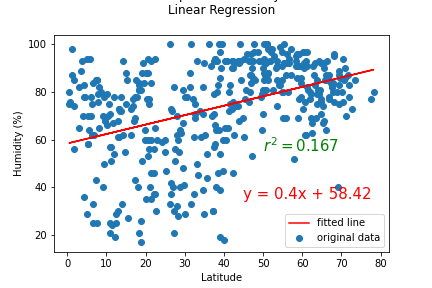 Linear Regression
100
80
60
40
20
Humidity (%)
r² = 0.167
y = 0.4x + 58.42
fitted line
original data
0 10 20 30 40 50 60 70 80
Latitude